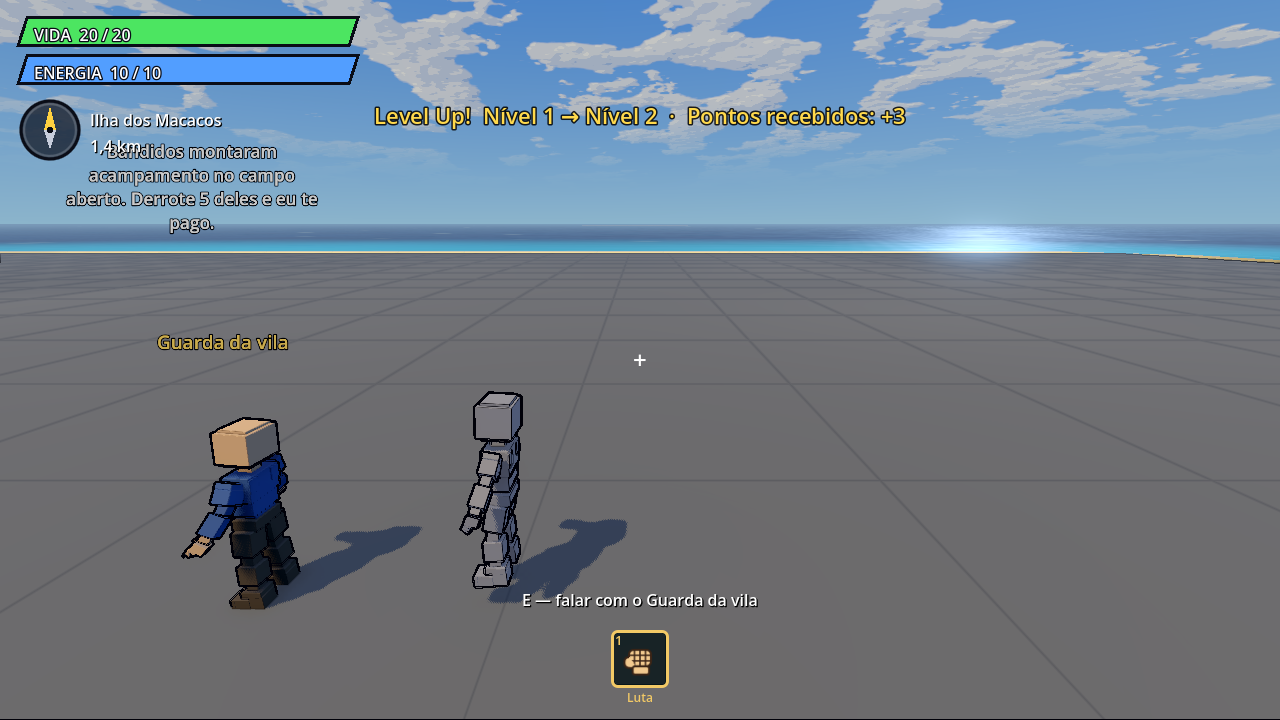 VIDA 20 / 20
ENERGIA 10 / 10
Ilha dos Macacos
1,4 km
Level Up! Nível 1 → Nível 2 · Pontos recebidos: +3
Bandidos montaram
acampamento no campo
aberto. Derrote 5 deles e eu te
pago.
Guarda da vila
E — falar com o Guarda da vila
1
Luta